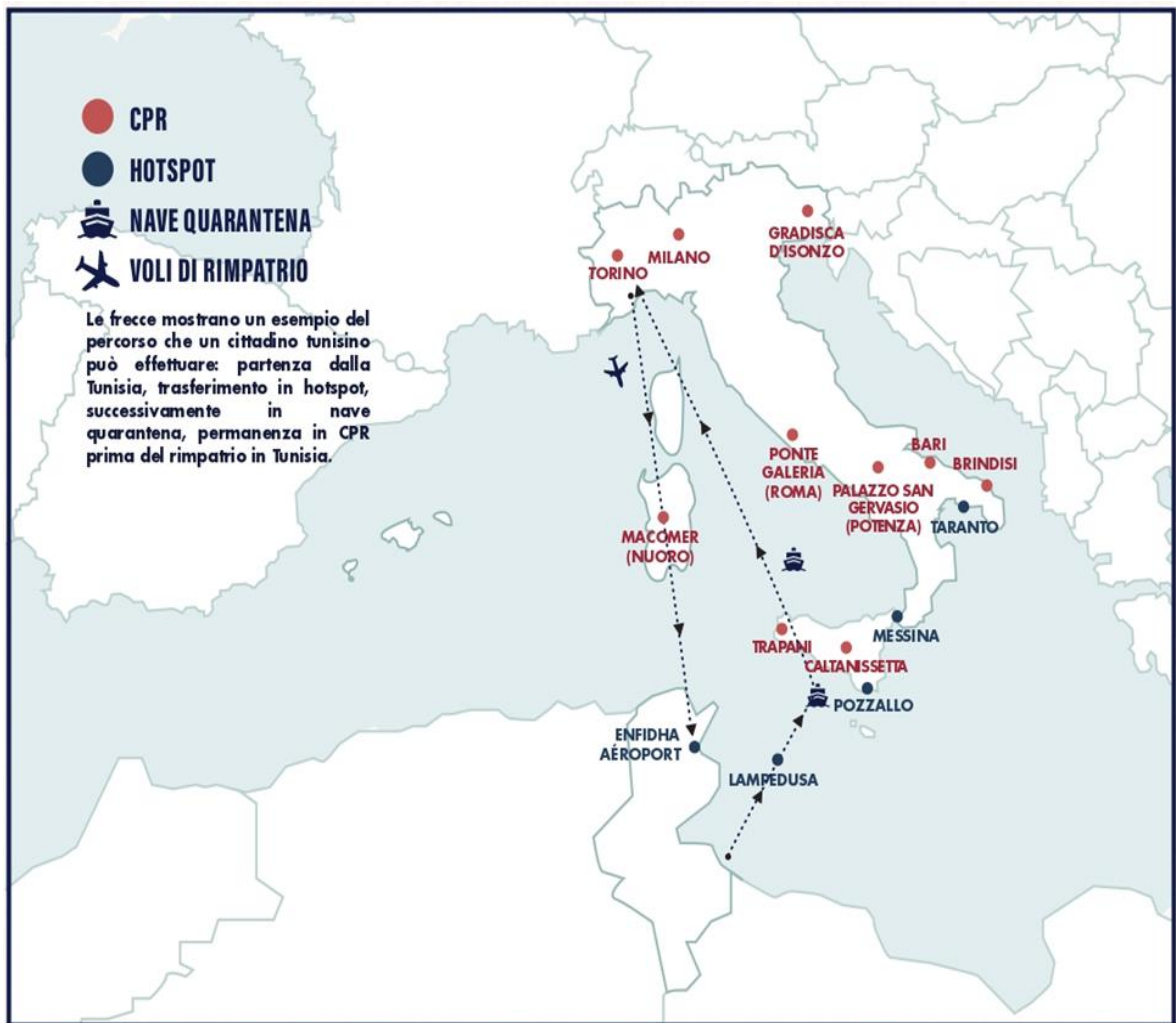 CPR
HOTSPOT
NAVE QUARANTENA
VOLI DI RIMPATRIO
Le frecce mostrano un esempio del
percorso che un cittadino tunisino
può effettuare: partenza dalla
Tunisia, trasferimento in hotspot,
successivamente in nave
quarantena, permanenza in CPR
prima del rimpatrio in Tunisia.
GRADISCA
D'ISONZO
MILANO
TORINO
PONTE
GALERIA
(ROMA)
BARI
BRINDISI
PALAZZO SAN
GERVASIO
(POTENZA)
TARANTO
MACOMER
(NUORO)
MESSINA
TRAPANI
CALTANISSETTA
POZZALLO
ENFIDHA
AÉROPORT
LAMPEDUSA